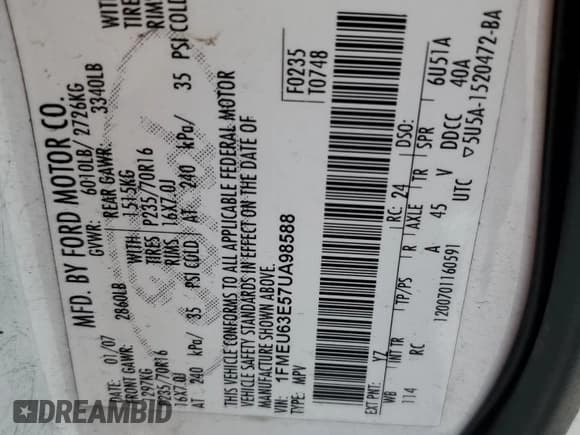 MFD. BY FORD MOTOR CO.
DATE: 01/07 GVWR: 6010LB/ 2726KG
FRONT GAWR: 2860LB REAR GAWR: 3340LB
1297KG WITH 1515KG WITH
P235/70R16 TIRES P235/70R16 TIRES
16X7.0J RIMS 16X7.0J RIMS
AT 240 kPa/ 35 PSI COLD AT 240 kPa/ 35 PSI COLD
THIS VEHICLE CONFORMS TO ALL APPLICABLE FEDERAL MOTOR
VEHICLE SAFETY STANDARDS IN EFFECT ON THE DATE OF
MANUFACTURE SHOWN ABOVE.
VIN: 1FMEU63E57UA98588
TYPE: MPV
F0235
T0748
EXT PNT: YZ RC: 24 DSO:
WB INT TR TP/PS R AXLE TR SPR 6U51A
114 RC A 45 V DDCC 40A
1200701160591 UTC ▽5U5A-1520472-BA
DREAMBID